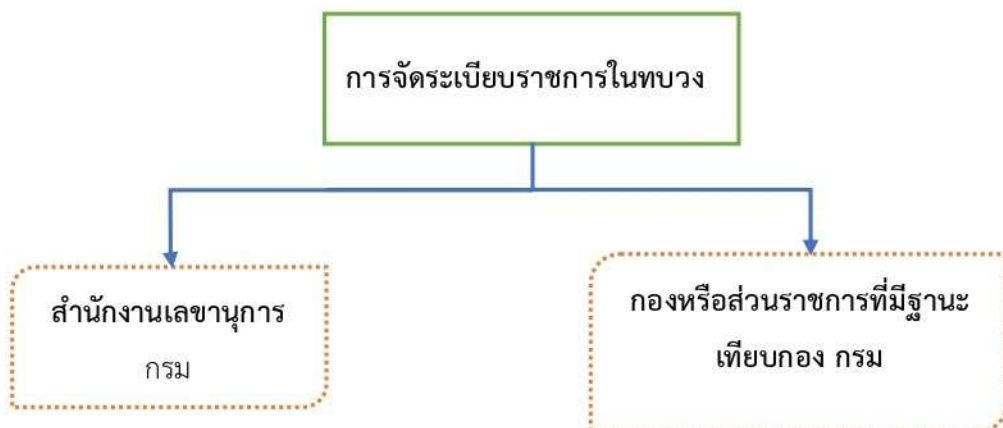 การจัดระเบียบราชการในทบวง
สำนักงานเลขานุการ
กรม
กองหรือส่วนราชการที่มีฐานะ
เทียบกอง กรม